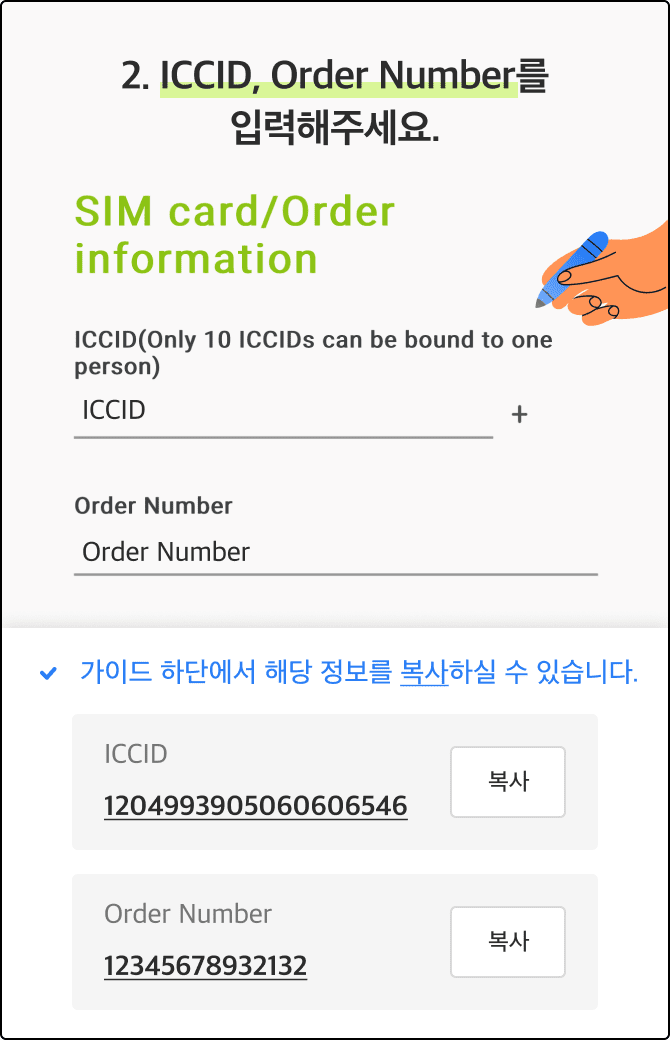 2. ICCID, Order Number를
입력해주세요.
SIM card/Order
information
ICCID(Only 10 ICCIDs can be bound to one
person)
ICCID +
Order Number
Order Number
가이드 하단에서 해당 정보를 복사하실 수 있습니다.
ICCID
1204993905060606546
복사
Order Number
12345678932132
복사